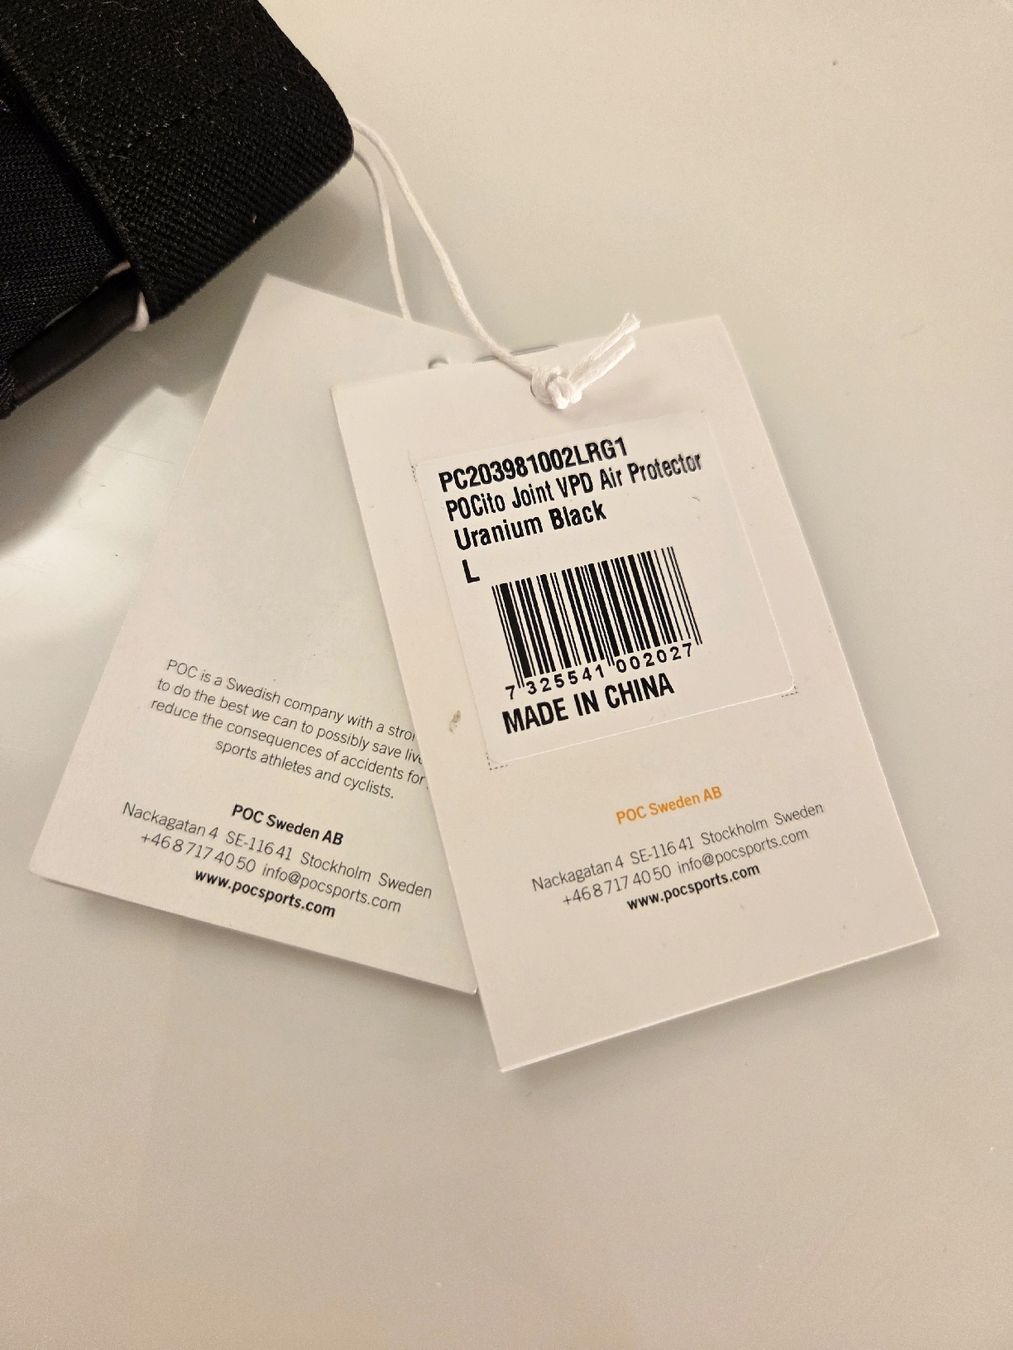 PC203981002LRG1
POCito Joint VPD Air Protector
Uranium Black
L
7 325541 002027
MADE IN CHINA
POC Sweden AB
Nackagatan 4 SE-116 41 Stockholm Sweden
+46 8 717 40 50 info@pocsports.com
www.pocsports.com
POC is a Swedish company with a
to do the best we can to possibly save
reduce the consequences of accidents for
sports athletes and cyclists.
POC Sweden AB
Nackagatan 4 SE-116 41 Stockholm Sweden
+46 8 717 40 50 info@pocsports.com
www.pocsports.com